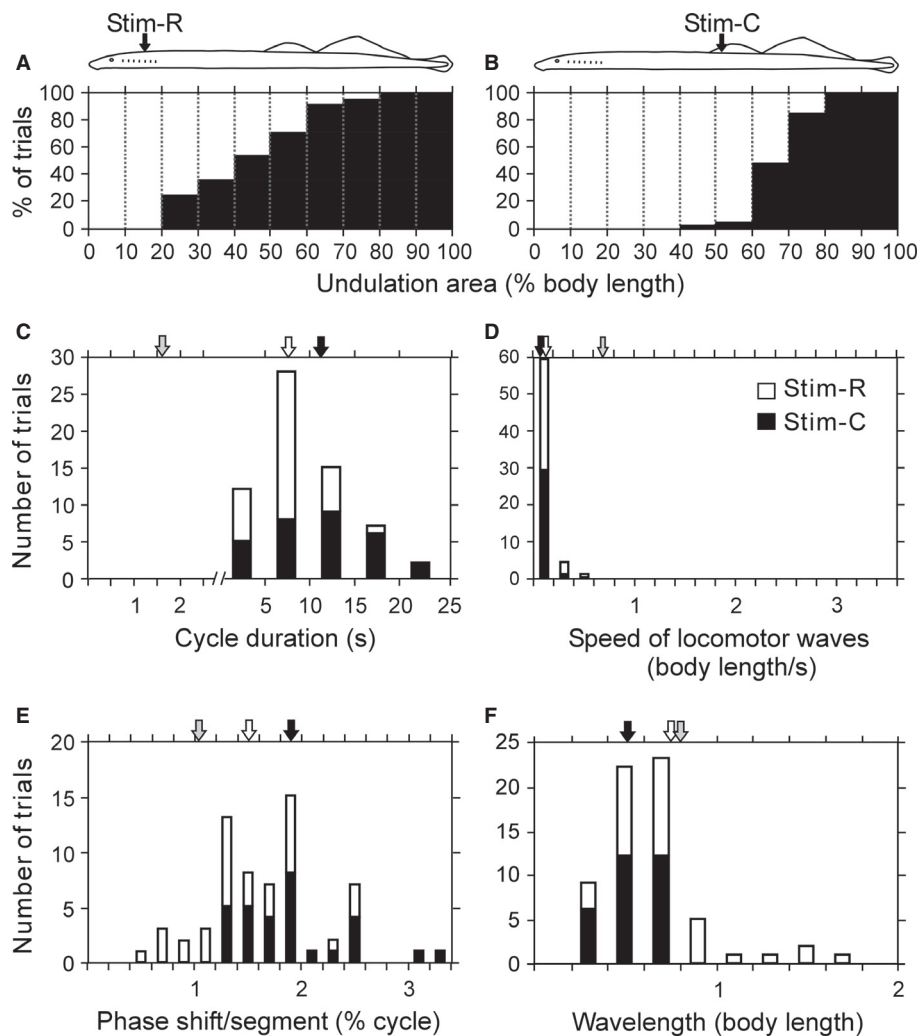 Stim-R
Stim-C
A
B
% of trials
100
80
60
40
20
0
0 10 20 30 40 50 60 70 80 90 100
100
80
60
40
20
0
0 10 20 30 40 50 60 70 80 90 100
Undulation area (% body length)
C
Number of trials
30
25
20
15
10
5
0
1 2 5 10 15 20 25
Cycle duration (s)
D
60
50
40
30
20
10
0
Stim-R
Stim-C
1 2 3
Speed of locomotor waves
(body length/s)
E
Number of trials
20
15
10
5
0
1 2 3
Phase shift/segment (% cycle)
F
25
20
15
10
5
0
1 2
Wavelength (body length)